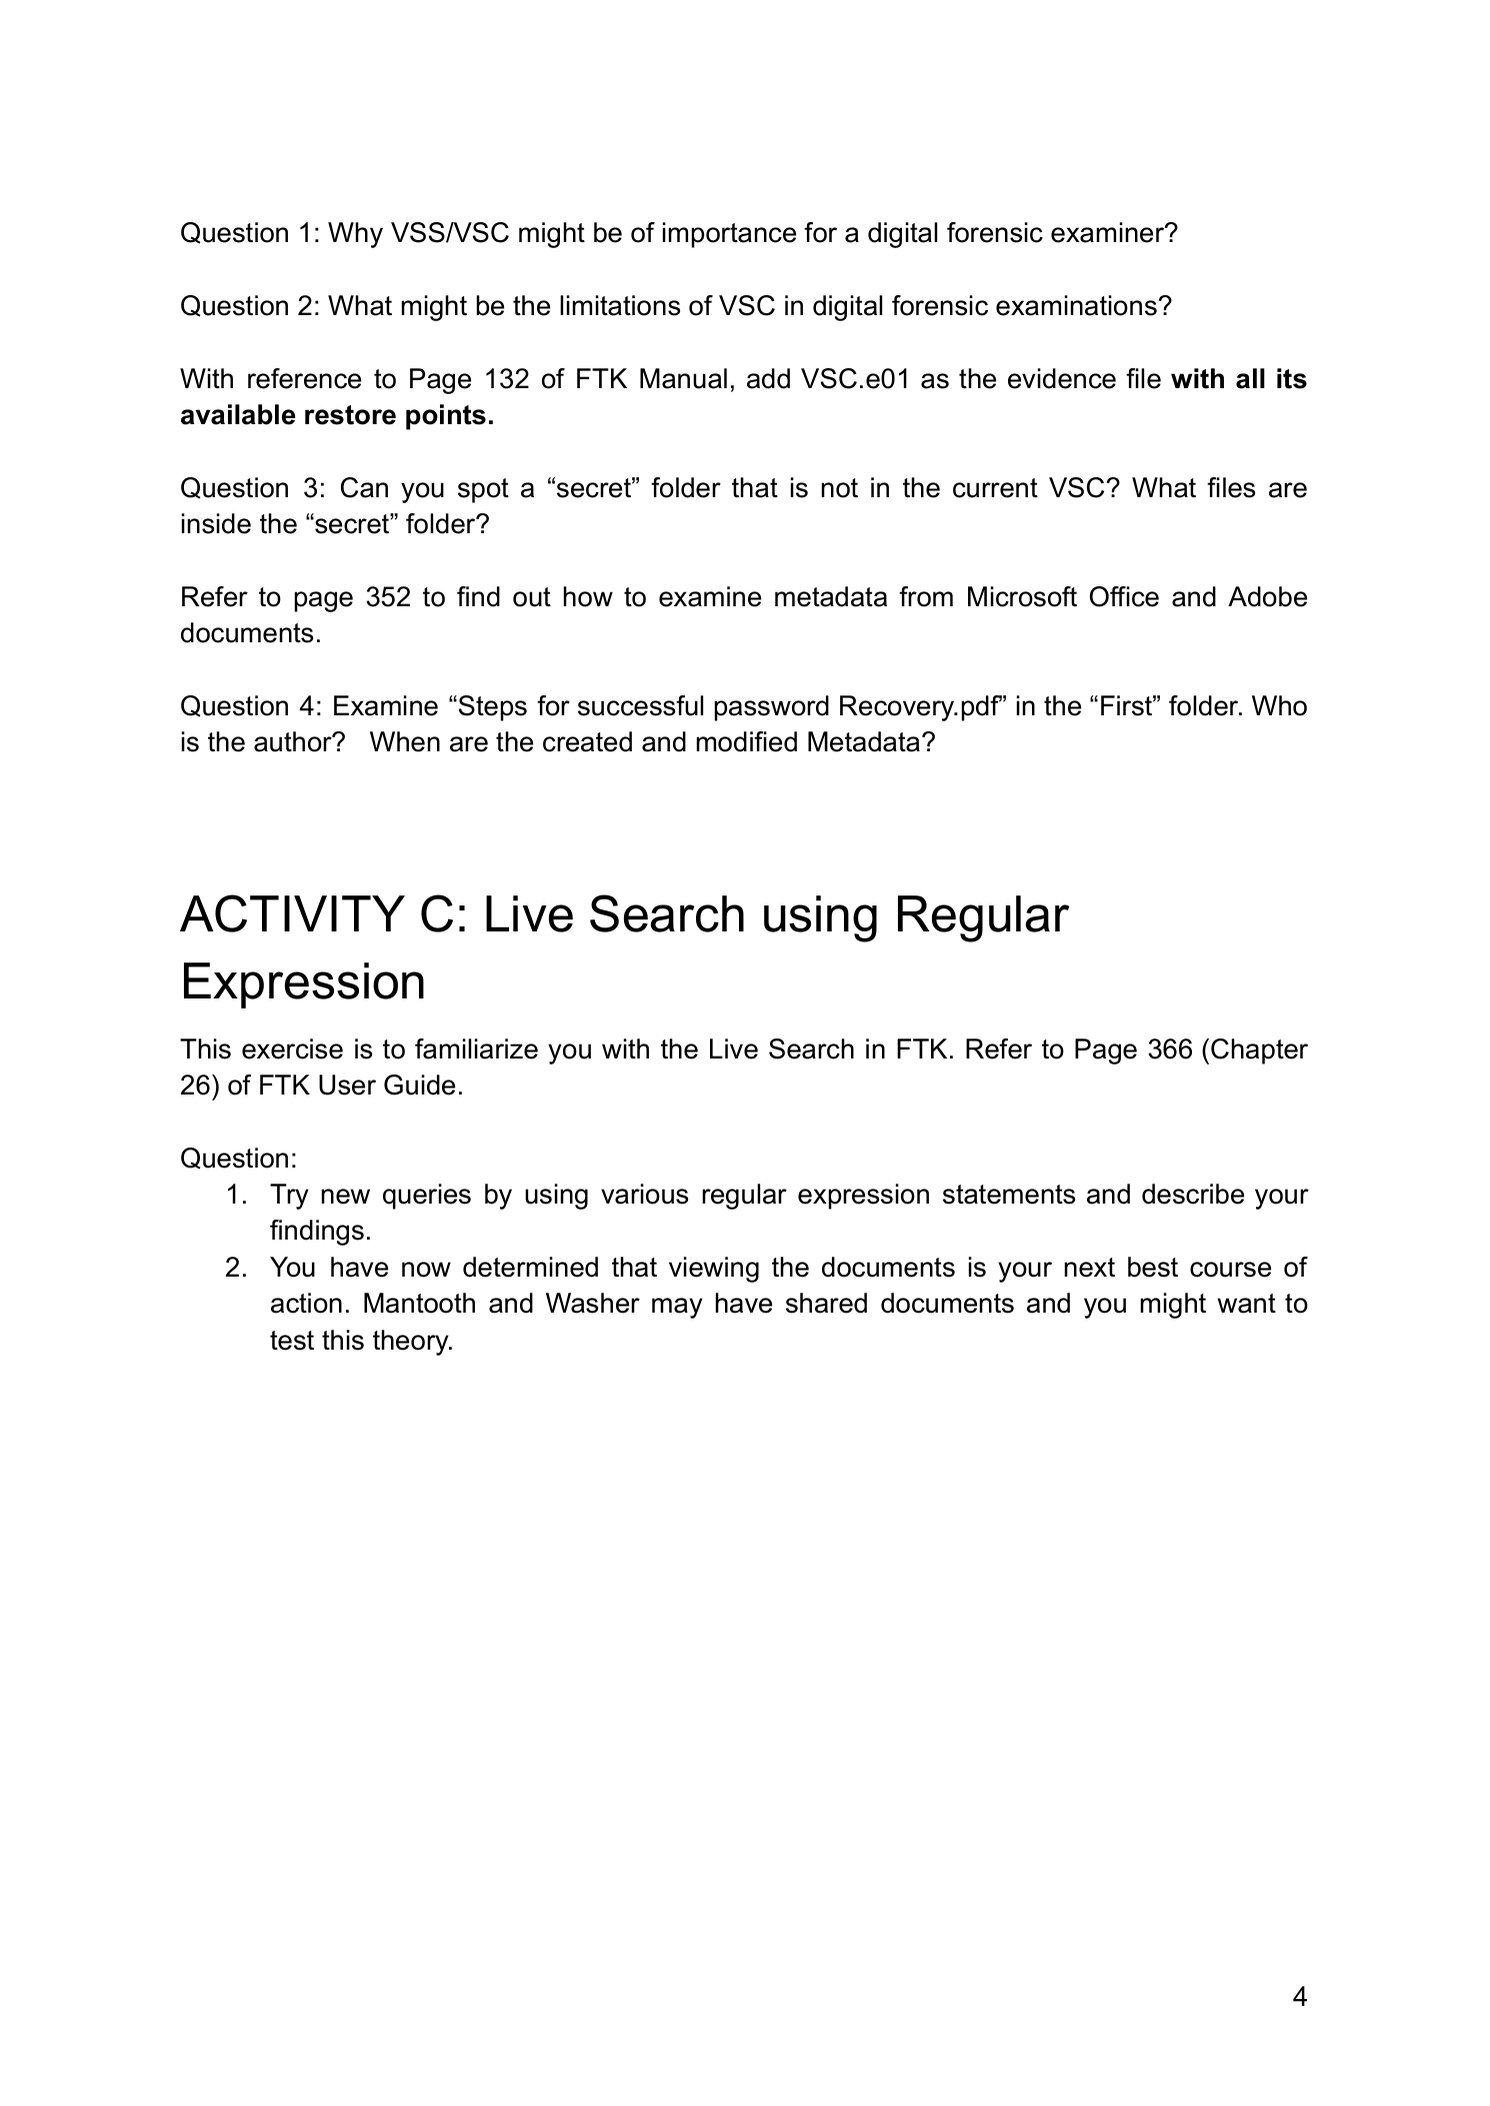 Question 1: Why VSS/VSC might be of importance for a digital forensic examiner?
Question 2: What might be the limitations of VSC in digital forensic examinations?
With reference to Page 132 of FTK Manual, add VSC.e01 as the evidence file with all its
available restore points.
Question 3: Can you spot a “secret” folder that is not in the current VSC? What files are
inside the “secret” folder?
Refer to page 352 to find out how to examine metadata from Microsoft Office and Adobe
documents.
Question 4: Examine “Steps for successful password Recovery.pdf” in the “First” folder. Who
is the author?   When are the created and modified Metadata?
ACTIVITY C: Live Search using Regular
Expression
This exercise is to familiarize you with the Live Search in FTK. Refer to Page 366 (Chapter
26) of FTK User Guide.
Question:
1. Try new queries by using various regular expression statements and describe your
findings.
2. You have now determined that viewing the documents is your next best course of
action. Mantooth and Washer may have shared documents and you might want to
test this theory.
4